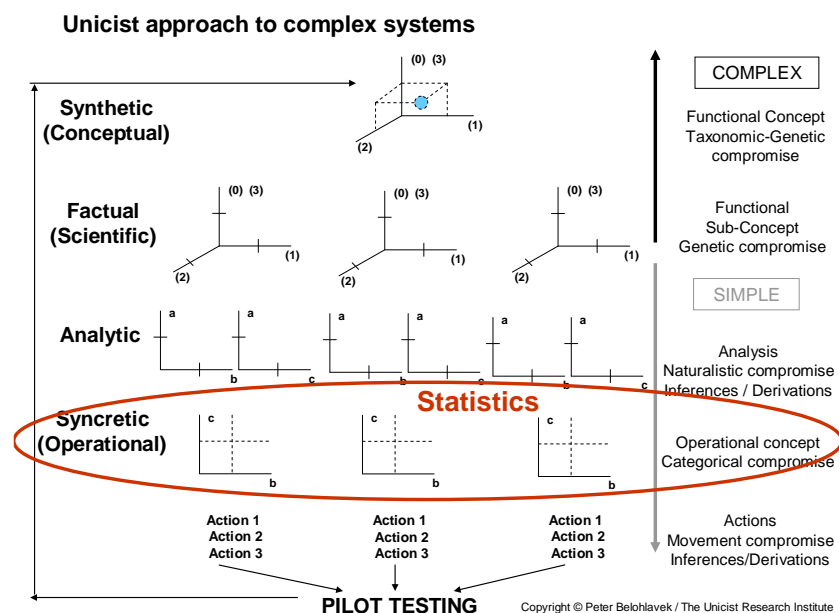 Unicist approach to complex systems
(0) (3)
(1)
(2)
Synthetic
(Conceptual)
COMPLEX
Functional Concept
Taxonomic-Genetic
compromise
Factual
(Scientific)
(0) (3)
(1)
(2)
(0) (3)
(1)
(2)
(0) (3)
(1)
(2)
Functional
Sub-Concept
Genetic compromise
SIMPLE
Analytic
a
b
a
c
a
b
a
c
a
b
a
c
Analysis
Naturalistic compromise
Inferences / Derivations
Statistics
Syncretic
(Operational)
c
b
c
b
c
b
Operational concept
Categorical compromise
Action 1
Action 2
Action 3
Action 1
Action 2
Action 3
Action 1
Action 2
Action 3
Actions
Movement compromise
Inferences/Derivations
PILOT TESTING
Copyright © Peter Belohlavek / The Unicist Research Institute